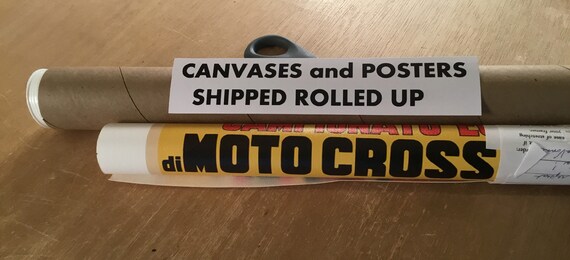 CANVASES and POSTERS
SHIPPED ROLLED UP
di MOTO CROSS